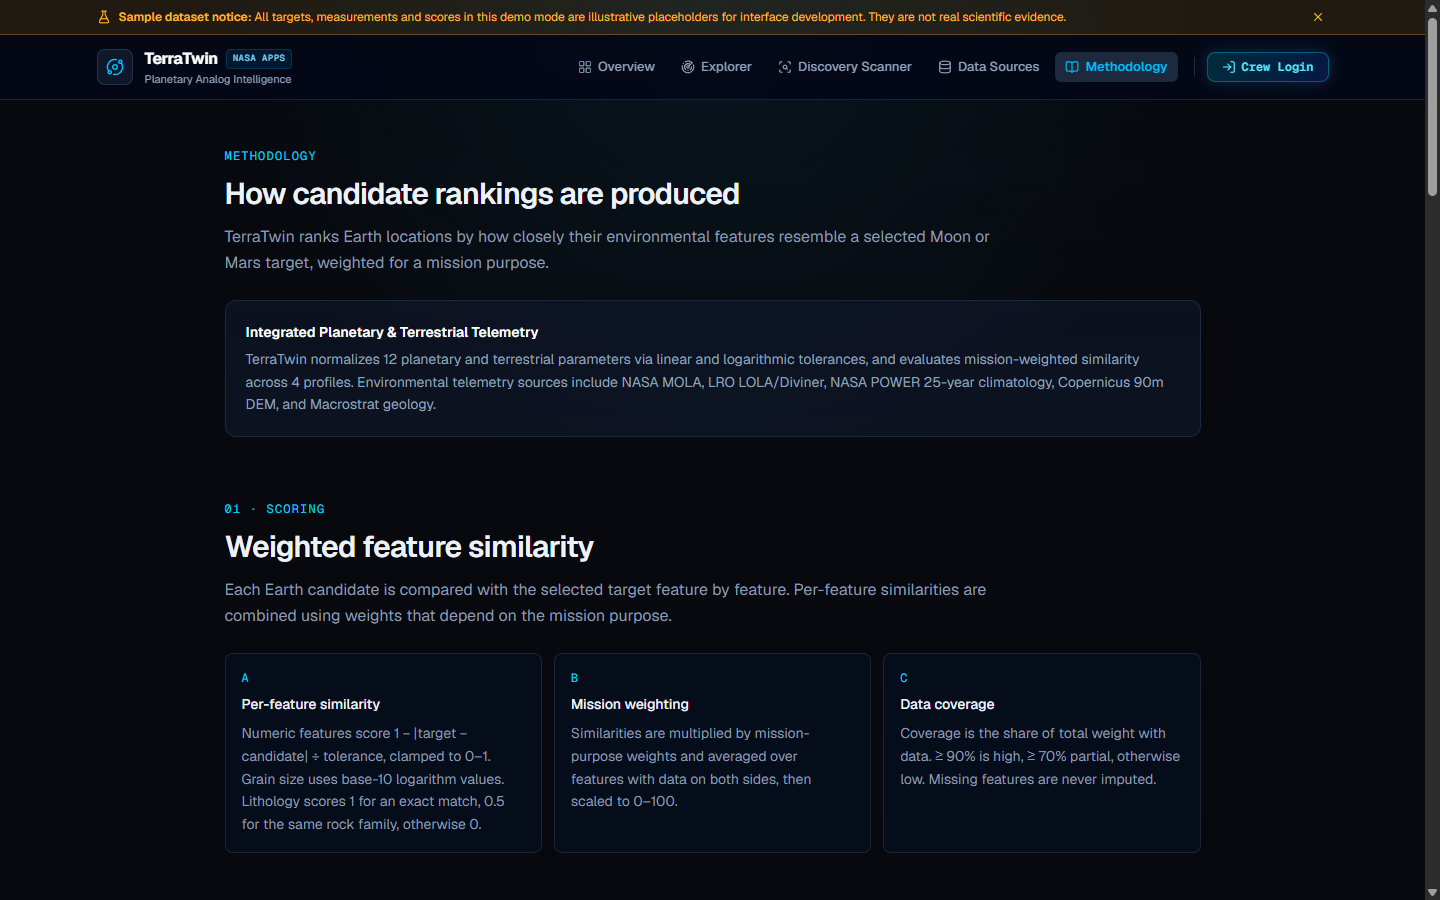 Sample dataset notice: All targets, measurements and scores in this demo mode are illustrative placeholders for interface development. They are not real scientific evidence.
TerraTwin NASA APPS
Planetary Analog Intelligence
Overview
Explorer
Discovery Scanner
Data Sources
Methodology
Crew Login
METHODOLOGY
How candidate rankings are produced
TerraTwin ranks Earth locations by how closely their environmental features resemble a selected Moon or
Mars target, weighted for a mission purpose.
Integrated Planetary & Terrestrial Telemetry
TerraTwin normalizes 12 planetary and terrestrial parameters via linear and logarithmic tolerances, and evaluates mission-weighted similarity
across 4 profiles. Environmental telemetry sources include NASA MOLA, LRO LOLA/Diviner, NASA POWER 25-year climatology, Copernicus 90m
DEM, and Macrostrat geology.
01 · SCORING
Weighted feature similarity
Each Earth candidate is compared with the selected target feature by feature. Per-feature similarities are
combined using weights that depend on the mission purpose.
A
Per-feature similarity
Numeric features score 1 − |target −
candidate| ÷ tolerance, clamped to 0–1.
Grain size uses base-10 logarithm values.
Lithology scores 1 for an exact match, 0.5
for the same rock family, otherwise 0.
B
Mission weighting
Similarities are multiplied by mission-
purpose weights and averaged over
features with data on both sides, then
scaled to 0–100.
C
Data coverage
Coverage is the share of total weight with
data. ≥ 90% is high, ≥ 70% partial, otherwise
low. Missing features are never imputed.